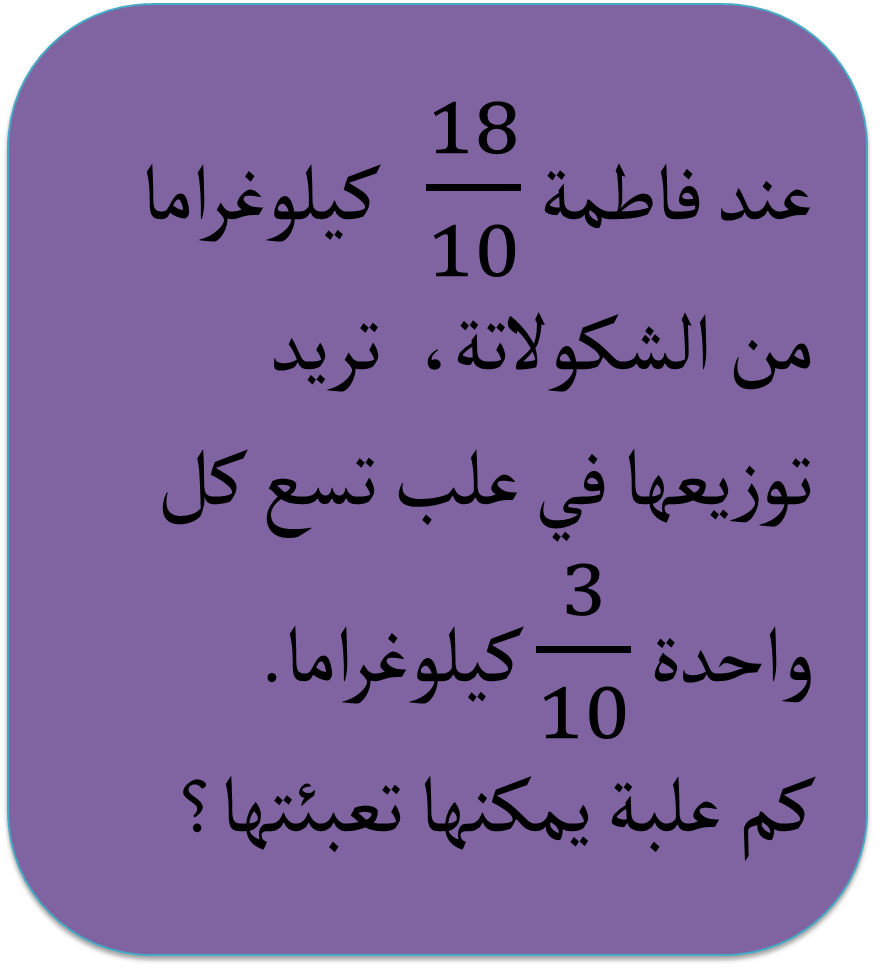 عند فاطمة 18/10 كيلوغراما
من الشكولاتة، تريد
توزيعها في علب تسع كل
واحدة 3/10 كيلوغراما.
كم علبة يمكنها تعبئتها؟